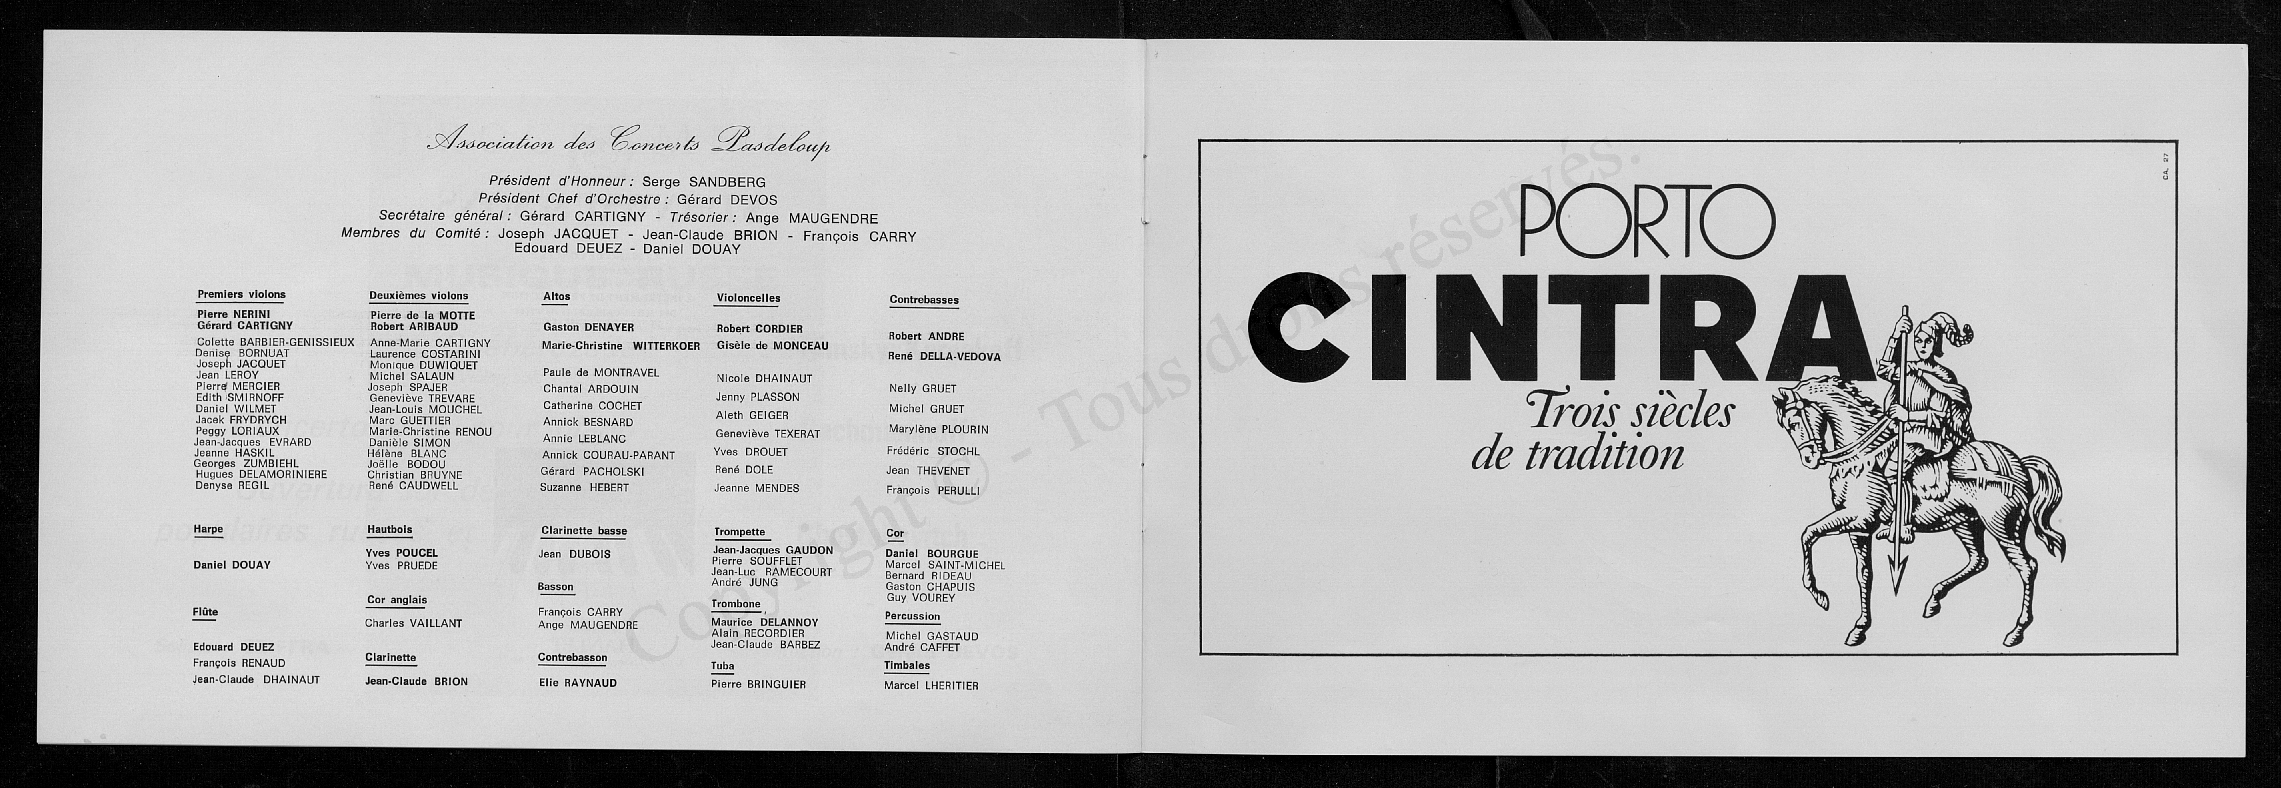 Association des Concerts Pasdeloup
Président d'Honneur : Serge SANDBERG
Président Chef d'Orchestre : Gérard DEVOS
Secrétaire général : Gérard CARTIGNY - Trésorier : Ange MAUGENDRE
Membres du Comité : Joseph JACQUET - Jean-Claude BRION - François CARRY
Edouard DEUEZ - Daniel DOUAY
Premiers violons
Pierre NERINI
Gérard CARTIGNY
Colette BARBIER-GENISSIEUX
Denise BORNUAT
Joseph JACQUET
Jean LEROY
Pierre MERCIER
Edith SMIRNOFF
Daniel WILMET
Jacek FRYDRYCH
Peggy LORIAUX
Jean-Jacques EVRARD
Jeanne HASKIL
Georges ZUMBIEHL
Hugues DELAMORINIERE
Denyse REGIL
Deuxièmes violons
Pierre de la MOTTE
Robert ARIBAUD
Anne-Marie CARTIGNY
Laurence COSTARINI
Monique DUWIQUET
Michel SALAUN
Joseph SPAJER
Geneviève TREVARE
Jean-Louis MOUCHEL
Marc GUETTIER
Marie-Christine RENOU
Danièle SIMON
Hélène BLANC
Joëlle BODOU
Christian BRUYNE
René CAUDWELL
Altos
Gaston DENAYER
Marie-Christine WITTERKOER
Paule de MONTRAVEL
Chantal ARDOUIN
Catherine COCHET
Annick BESNARD
Annie LEBLANC
Annick COURAU-PARANT
Gérard PACHOLSKI
Suzanne HEBERT
Violoncelles
Robert CORDIER
Gisèle de MONCEAU
Nicole DHAINAUT
Jenny PLASSON
Aleth GEIGER
Geneviève TEXERAT
Yves DROUET
René DOLE
Jeanne MENDES
Contrebasses
Robert ANDRE
René DELLA-VEDOVA
Nelly GRUET
Michel GRUET
Marylène PLOURIN
Frédéric STOCHL
Jean THEVENET
François PERULLI
Harpe
Daniel DOUAY
Flûte
Edouard DEUEZ
François RENAUD
Jean-Claude DHAINAUT
Hautbois
Yves POUCEL
Yves PRUEDE
Cor anglais
Charles VAILLANT
Clarinette
Jean-Claude BRION
Clarinette basse
Jean DUBOIS
Basson
François CARRY
Ange MAUGENDRE
Contrebasson
Elie RAYNAUD
Trompette
Jean-Jacques GAUDON
Pierre SOUFFLET
Jean-Luc RAMECOURT
André JUNG
Trombone
Maurice DELANNOY
Alain RECORDIER
Jean-Claude BARBEZ
Tuba
Pierre BRINGUIER
Cor
Daniel BOURGUE
Marcel SAINT-MICHEL
Bernard RIDEAU
Gaston CHAPUIS
Guy VOUREY
Percussion
Michel GASTAUD
André CAFFET
Timbales
Marcel LHERITIER
PORTO
CINTRA
Trois siècles
de tradition
CA. 27
Copyright © - Tous droits réservés.